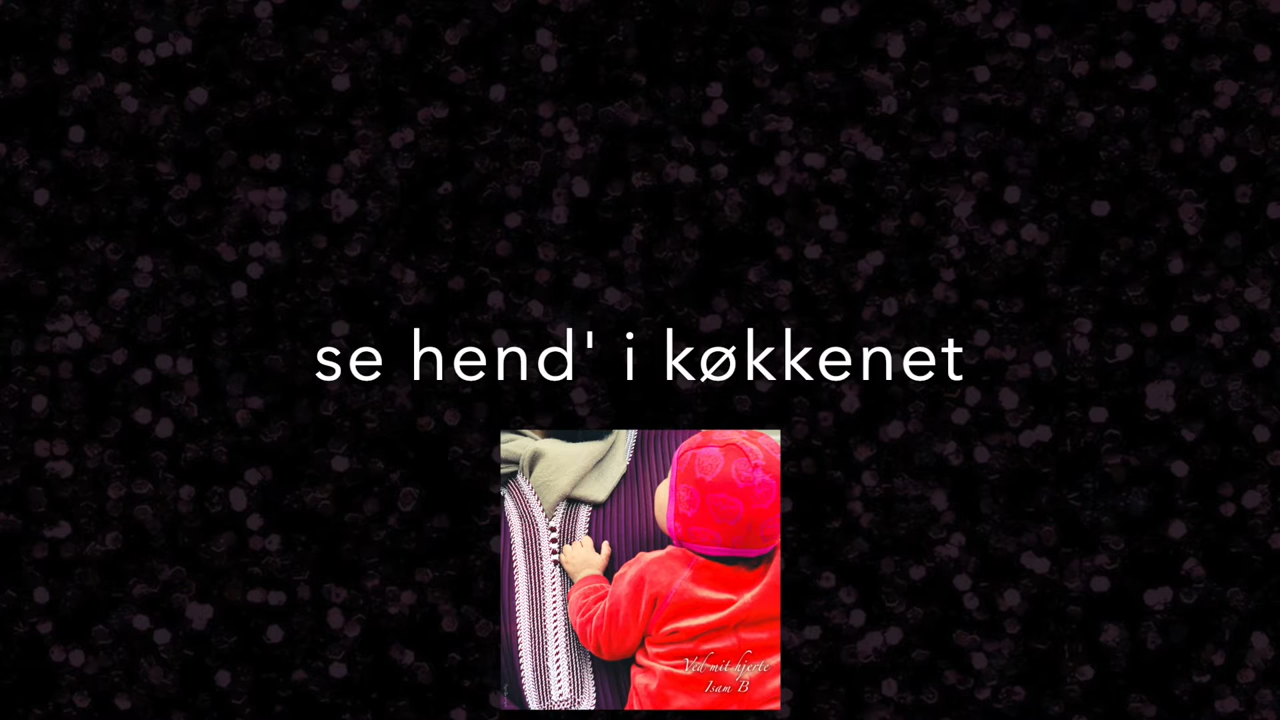 se hend' i køkkenet
Ved mit hjerte
Isam B